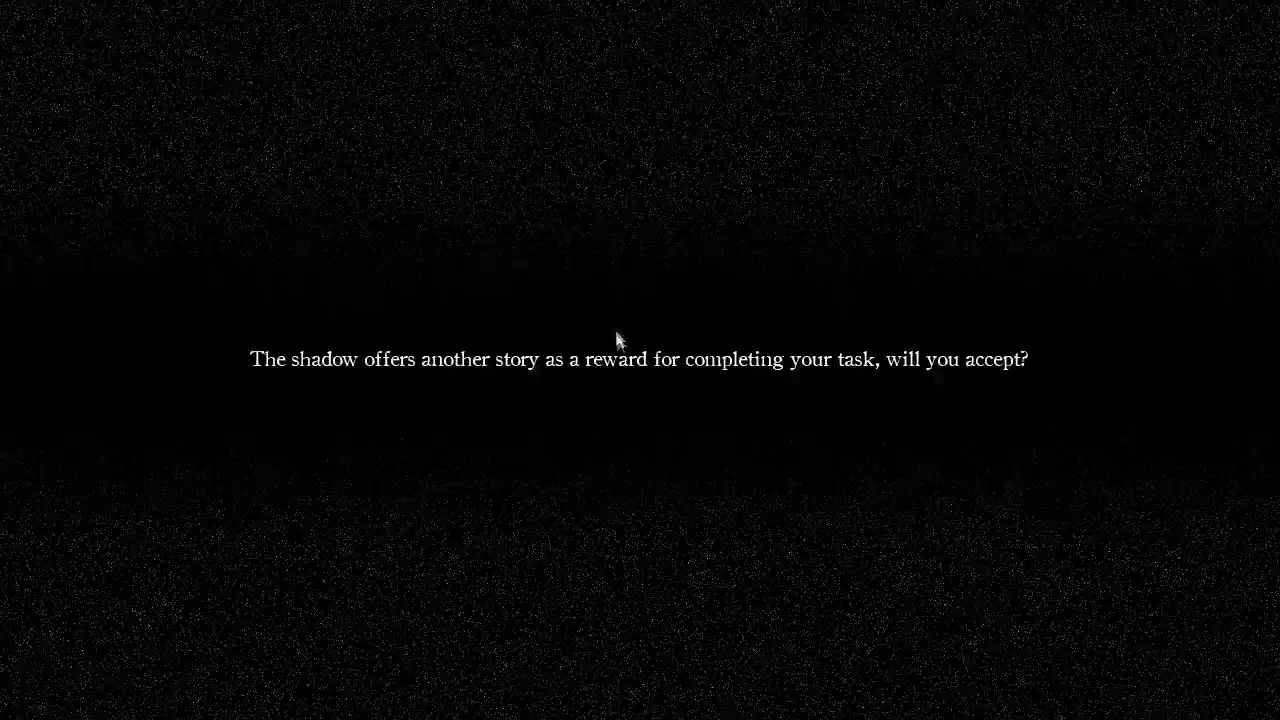 The shadow offers another story as a reward for completing your task, will you accept?